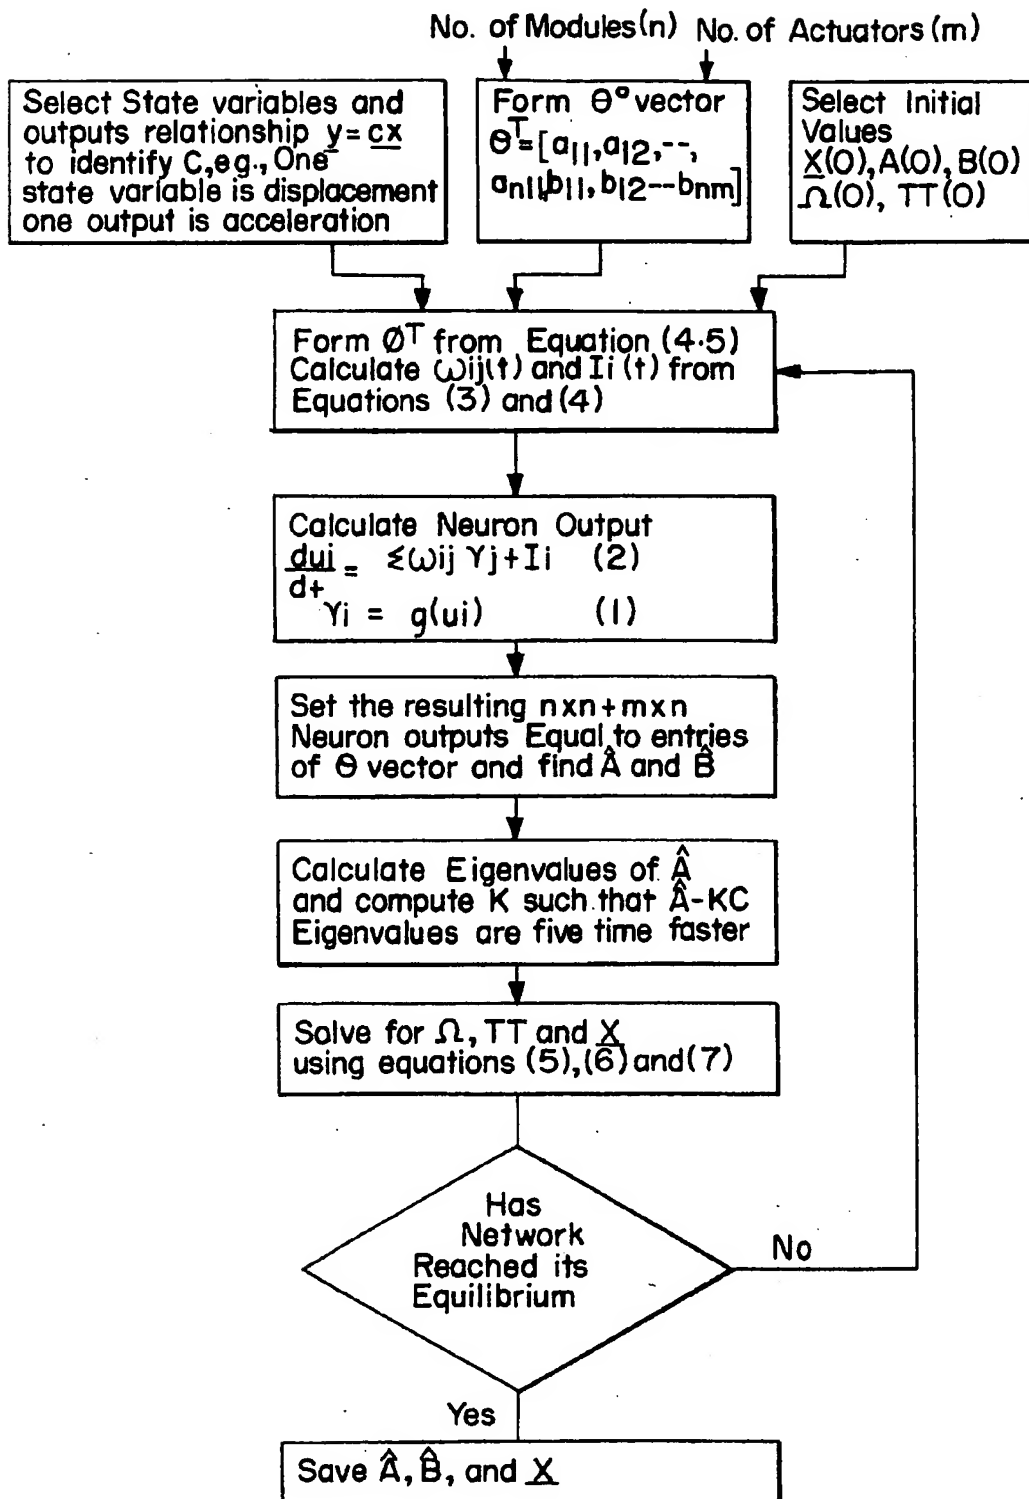 No. of Modules(n) No. of Actuators (m)
Select State variables and
outputs relationship y=cx
to identify C, e.g., One
state variable is displacement
one output is acceleration
Form θ° vector
θᵀ=[a11,a12,--,
an11,b11,b12--bnm]
Select Initial
Values
X(0), A(0), B(0)
Ω(0), TT(0)
Form Øᵀ from Equation (4·5)
Calculate ωij(t) and Ii (t) from
Equations (3) and (4)
Calculate Neuron Output
dui/dt = Σωij γj+Ii (2)
γi = g(ui) (1)
Set the resulting nxn+mxn
Neuron outputs Equal to entries
of θ vector and find Â and B̂
Calculate Eigenvalues of Â
and compute K such that Â-KC
Eigenvalues are five time faster
Solve for Ω, TT and X
using equations (5),(6) and(7)
Has
Network
Reached its
Equilibrium
No
Yes
Save Â, B̂, and X